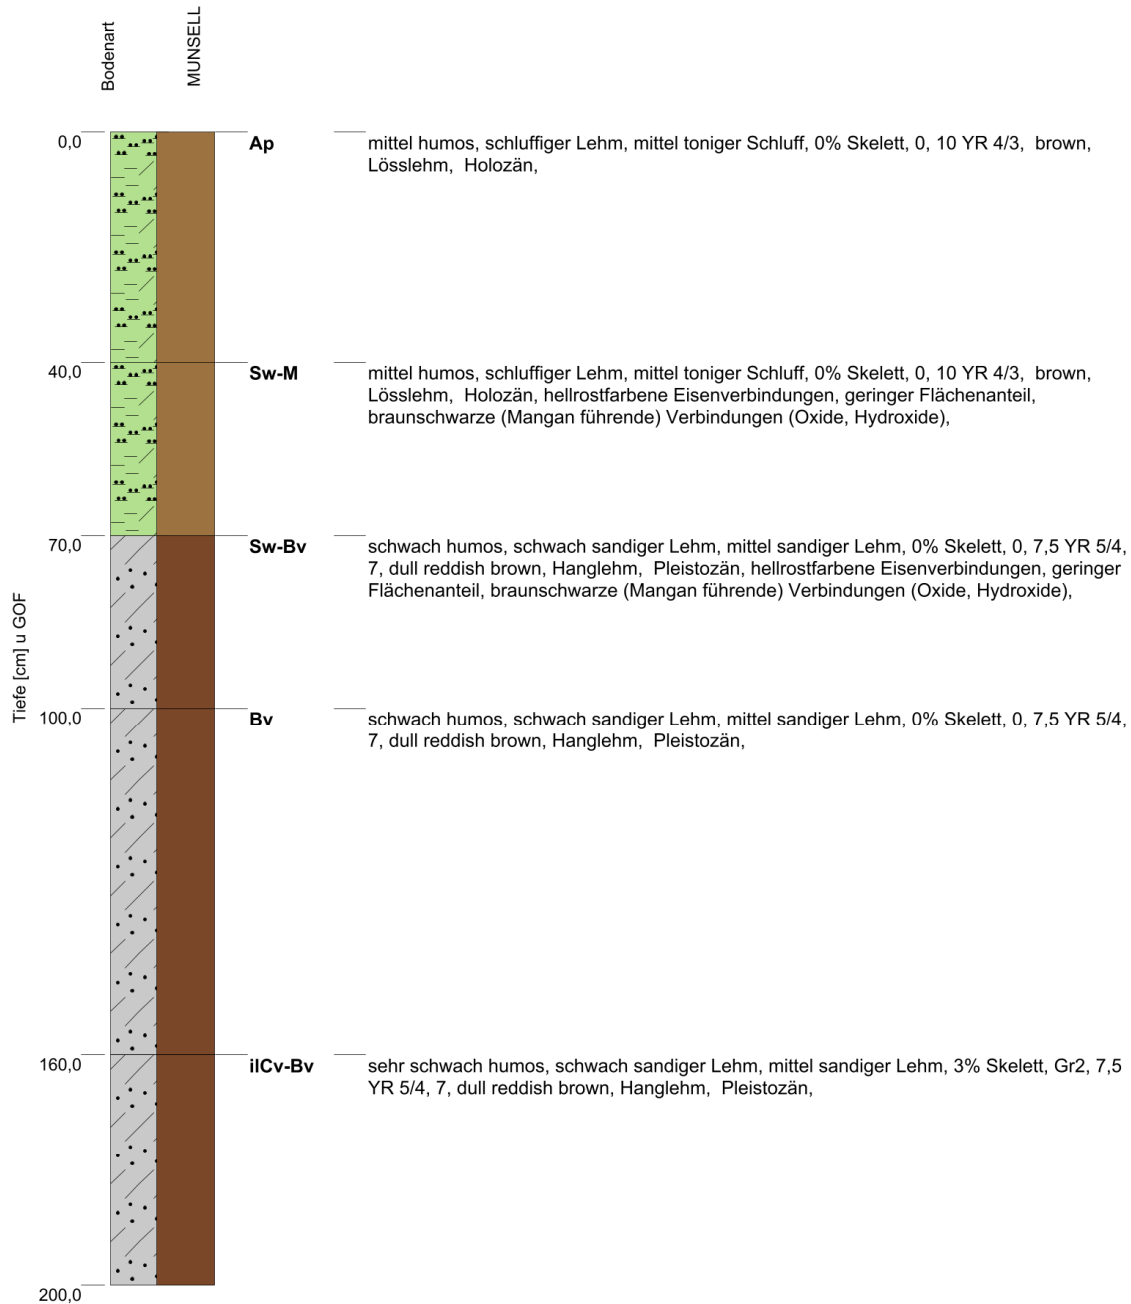 Bodenart
MUNSELL
Tiefe [cm] u GOF
0,0
Ap
mittel humos, schluffiger Lehm, mittel toniger Schluff, 0% Skelett, 0, 10 YR 4/3, brown,
Lösslehm, Holozän,
40,0
Sw-M
mittel humos, schluffiger Lehm, mittel toniger Schluff, 0% Skelett, 0, 10 YR 4/3, brown,
Lösslehm, Holozän, hellrostfarbene Eisenverbindungen, geringer Flächenanteil,
braunschwarze (Mangan führende) Verbindungen (Oxide, Hydroxide),
70,0
Sw-Bv
schwach humos, schwach sandiger Lehm, mittel sandiger Lehm, 0% Skelett, 0, 7,5 YR 5/4,
7, dull reddish brown, Hanglehm, Pleistozän, hellrostfarbene Eisenverbindungen, geringer
Flächenanteil, braunschwarze (Mangan führende) Verbindungen (Oxide, Hydroxide),
100,0
Bv
schwach humos, schwach sandiger Lehm, mittel sandiger Lehm, 0% Skelett, 0, 7,5 YR 5/4,
7, dull reddish brown, Hanglehm, Pleistozän,
160,0
ilCv-Bv
sehr schwach humos, schwach sandiger Lehm, mittel sandiger Lehm, 3% Skelett, Gr2, 7,5
YR 5/4, 7, dull reddish brown, Hanglehm, Pleistozän,
200,0